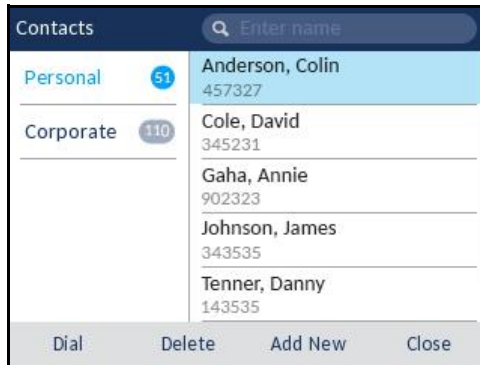 Contacts
Enter name
Personal 51
Corporate 110
Anderson, Colin
457327
Cole, David
345231
Gaha, Annie
902323
Johnson, James
343535
Tenner, Danny
143535
Dial Delete Add New Close